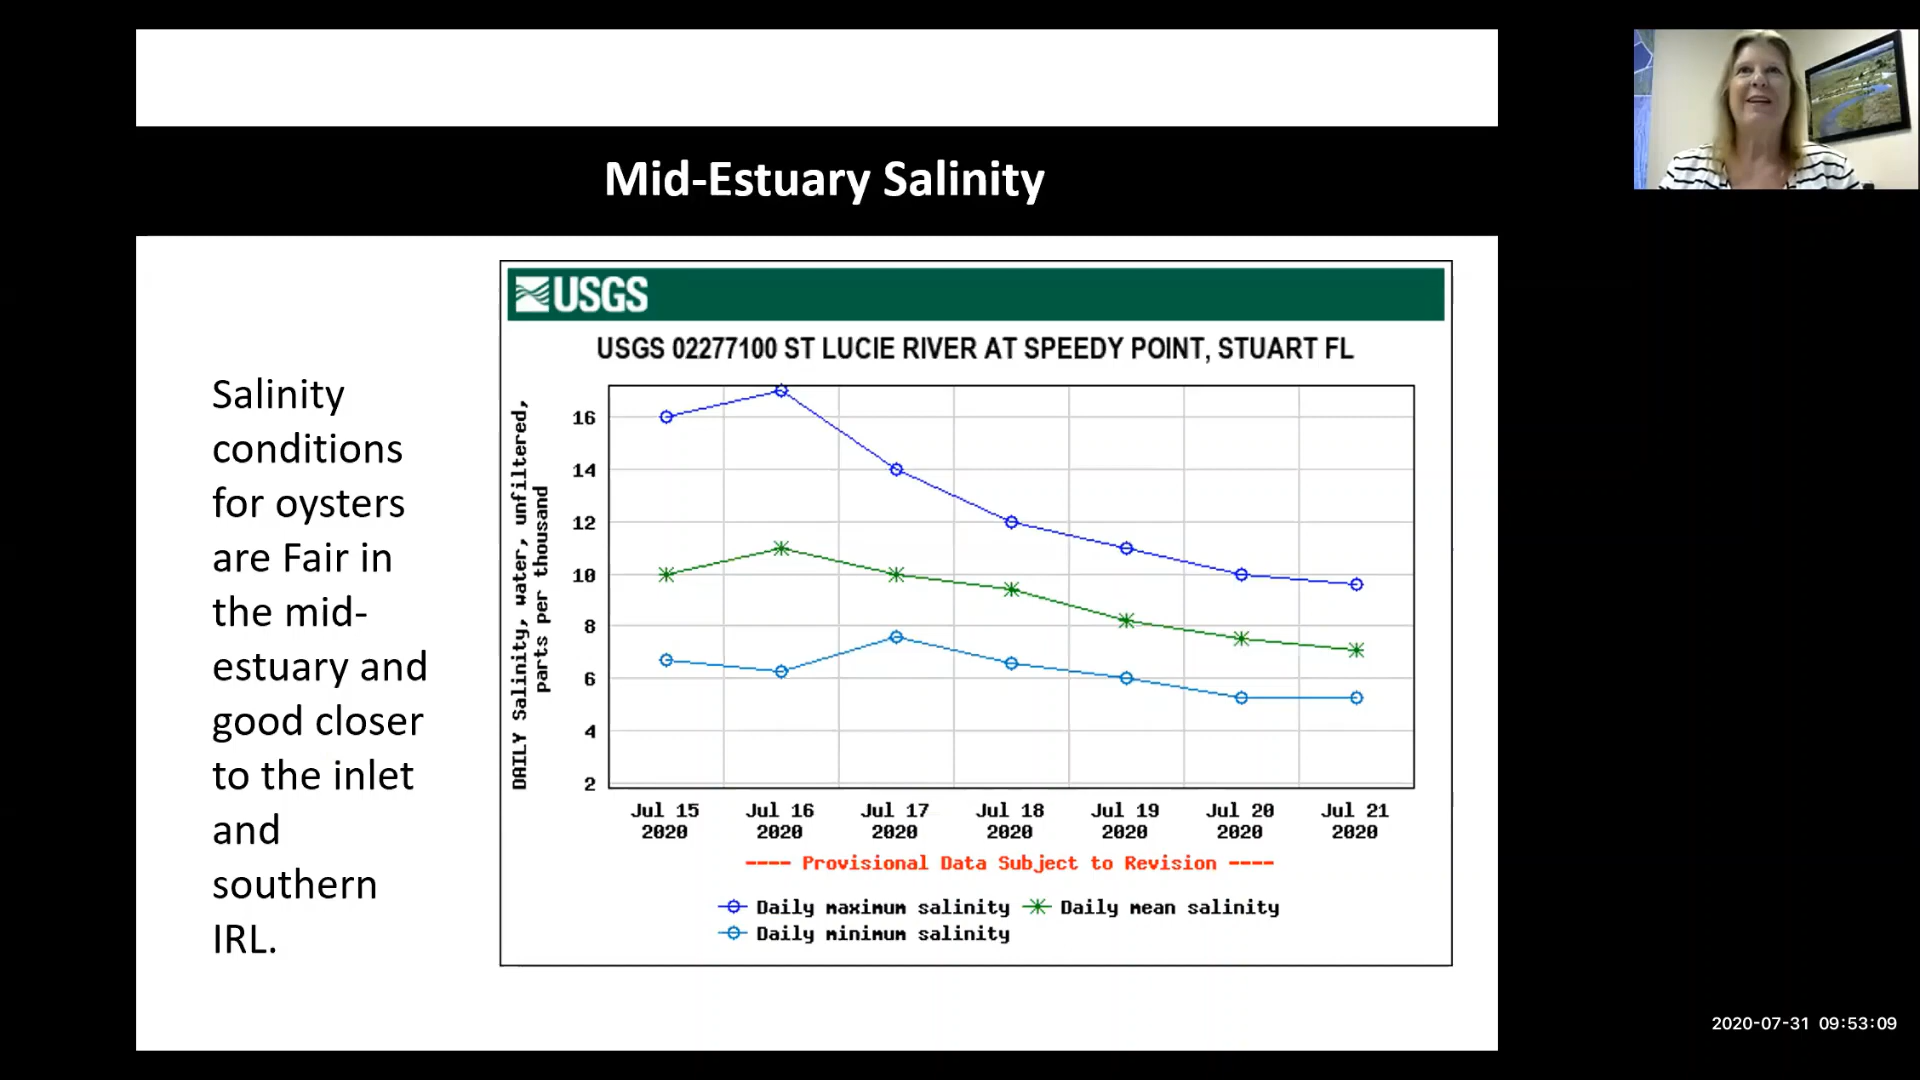 Mid-Estuary Salinity
Salinity
conditions
for oysters
are Fair in
the mid-
estuary and
good closer
to the inlet
and
southern
IRL.
USGS
USGS 02277100 ST LUCIE RIVER AT SPEEDY POINT, STUART FL
DAILY Salinity, water, unfiltered,
parts per thousand
16
14
12
10
8
6
4
2
Jul 15 Jul 16 Jul 17 Jul 18 Jul 19 Jul 20 Jul 21
2020 2020 2020 2020 2020 2020 2020
---- Provisional Data Subject to Revision ----
Daily maximum salinity Daily mean salinity
Daily minimum salinity
2020-07-31 09:53:09